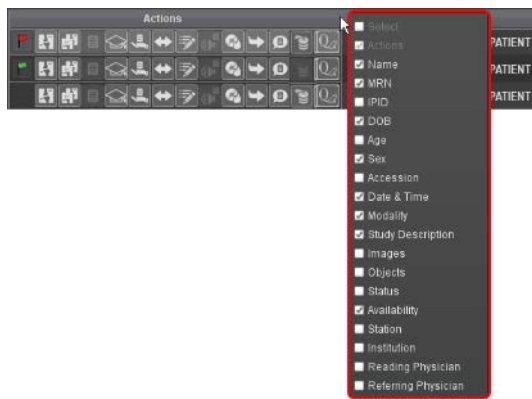 Actions
Select
Actions
Name
MRN
IPID
DOB
Age
Sex
Accession
Date & Time
Modality
Study Description
Images
Objects
Status
Availability
Station
Institution
Reading Physician
Referring Physician
PATIENT
PATIENT
PATIENT